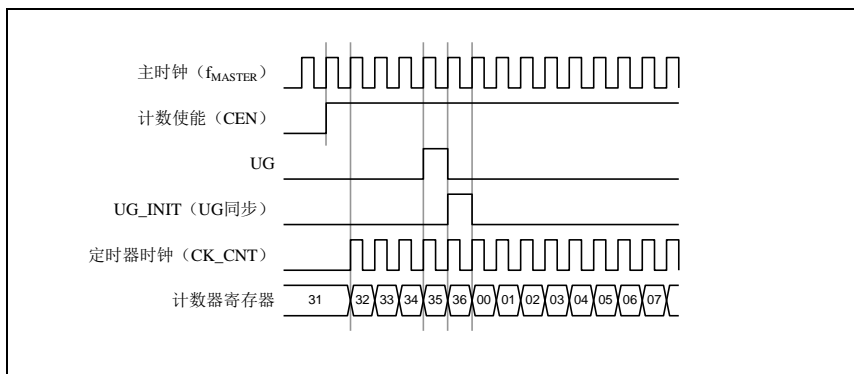 主时钟（fMASTER）
计数使能（CEN）
UG
UG_INIT（UG同步）
定时器时钟（CK_CNT）
计数器寄存器 31 32 33 34 35 36 00 01 02 03 04 05 06 07